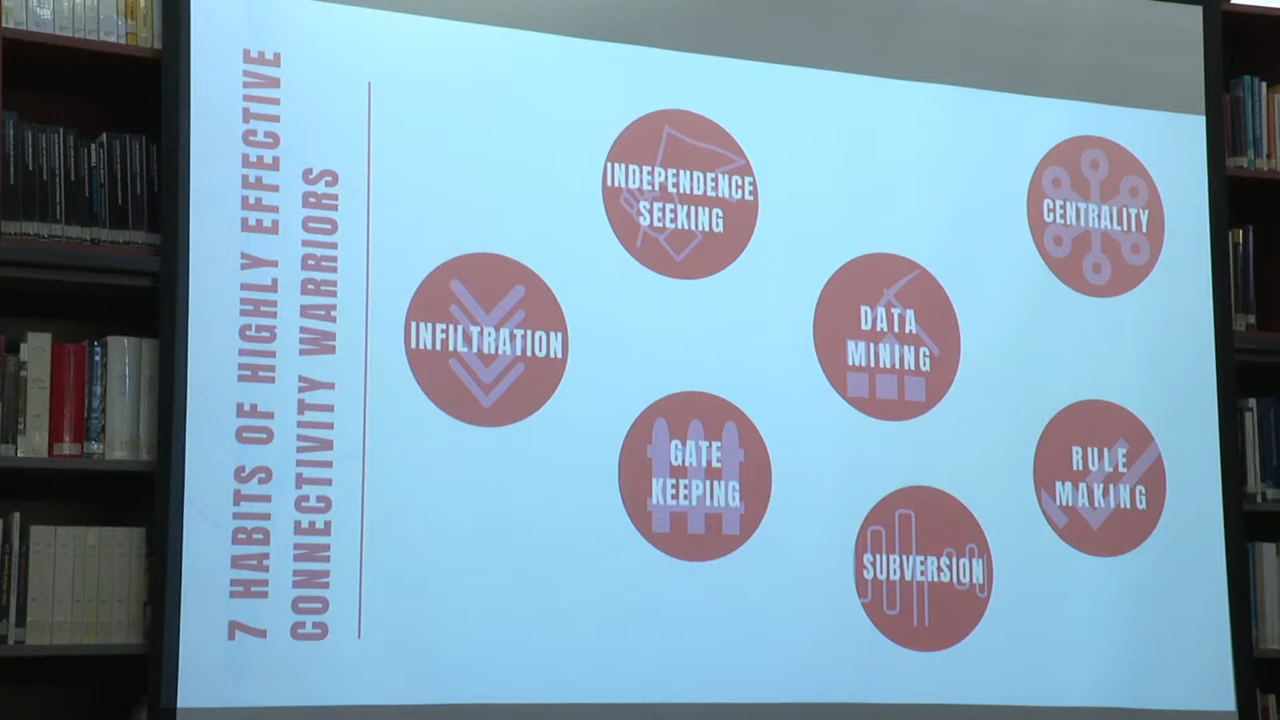 7 HABITS OF HIGHLY EFFECTIVE
CONNECTIVITY WARRIORS
INFILTRATION
INDEPENDENCE
SEEKING
GATE
KEEPING
DATA
MINING
SUBVERSION
CENTRALITY
RULE
MAKING